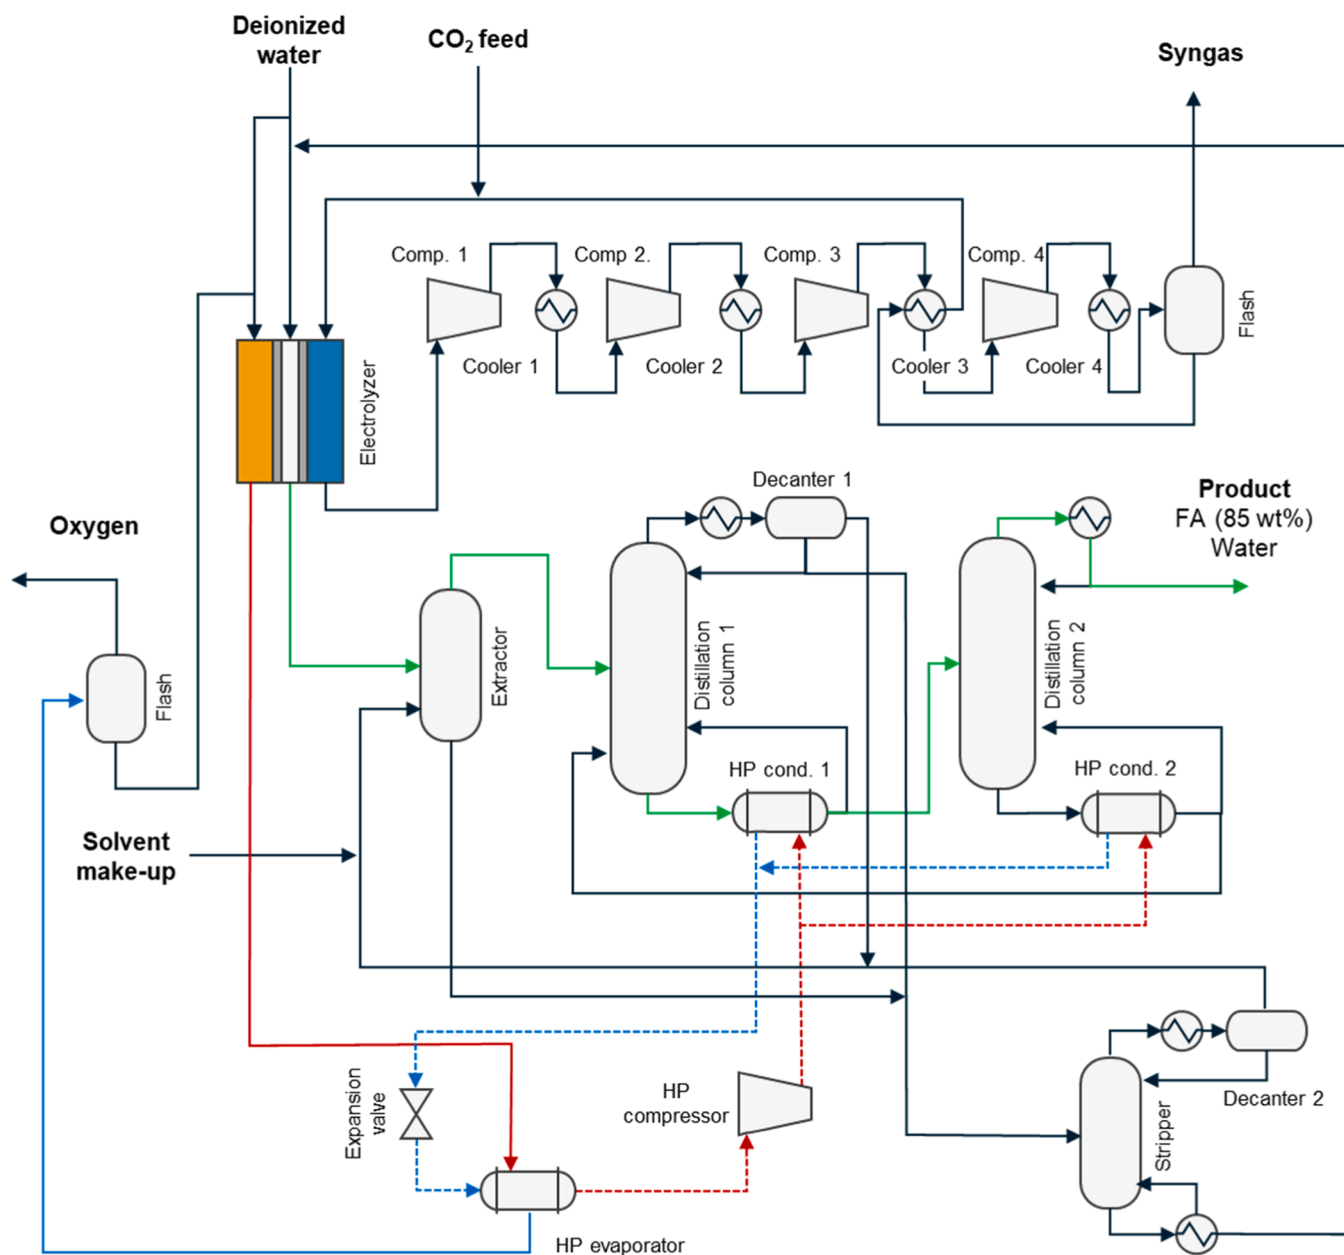 Deionized
water
CO₂ feed
Syngas
Comp. 1
Comp 2.
Comp. 3
Comp. 4
Flash
Cooler 1
Cooler 2
Cooler 3
Cooler 4
Electrolyzer
Decanter 1
Product
FA (85 wt%)
Water
Oxygen
Flash
Extractor
Distillation
column 1
Distillation
column 2
HP cond. 1
HP cond. 2
Solvent
make-up
Expansion
valve
HP
compressor
Decanter 2
Stripper
HP evaporator